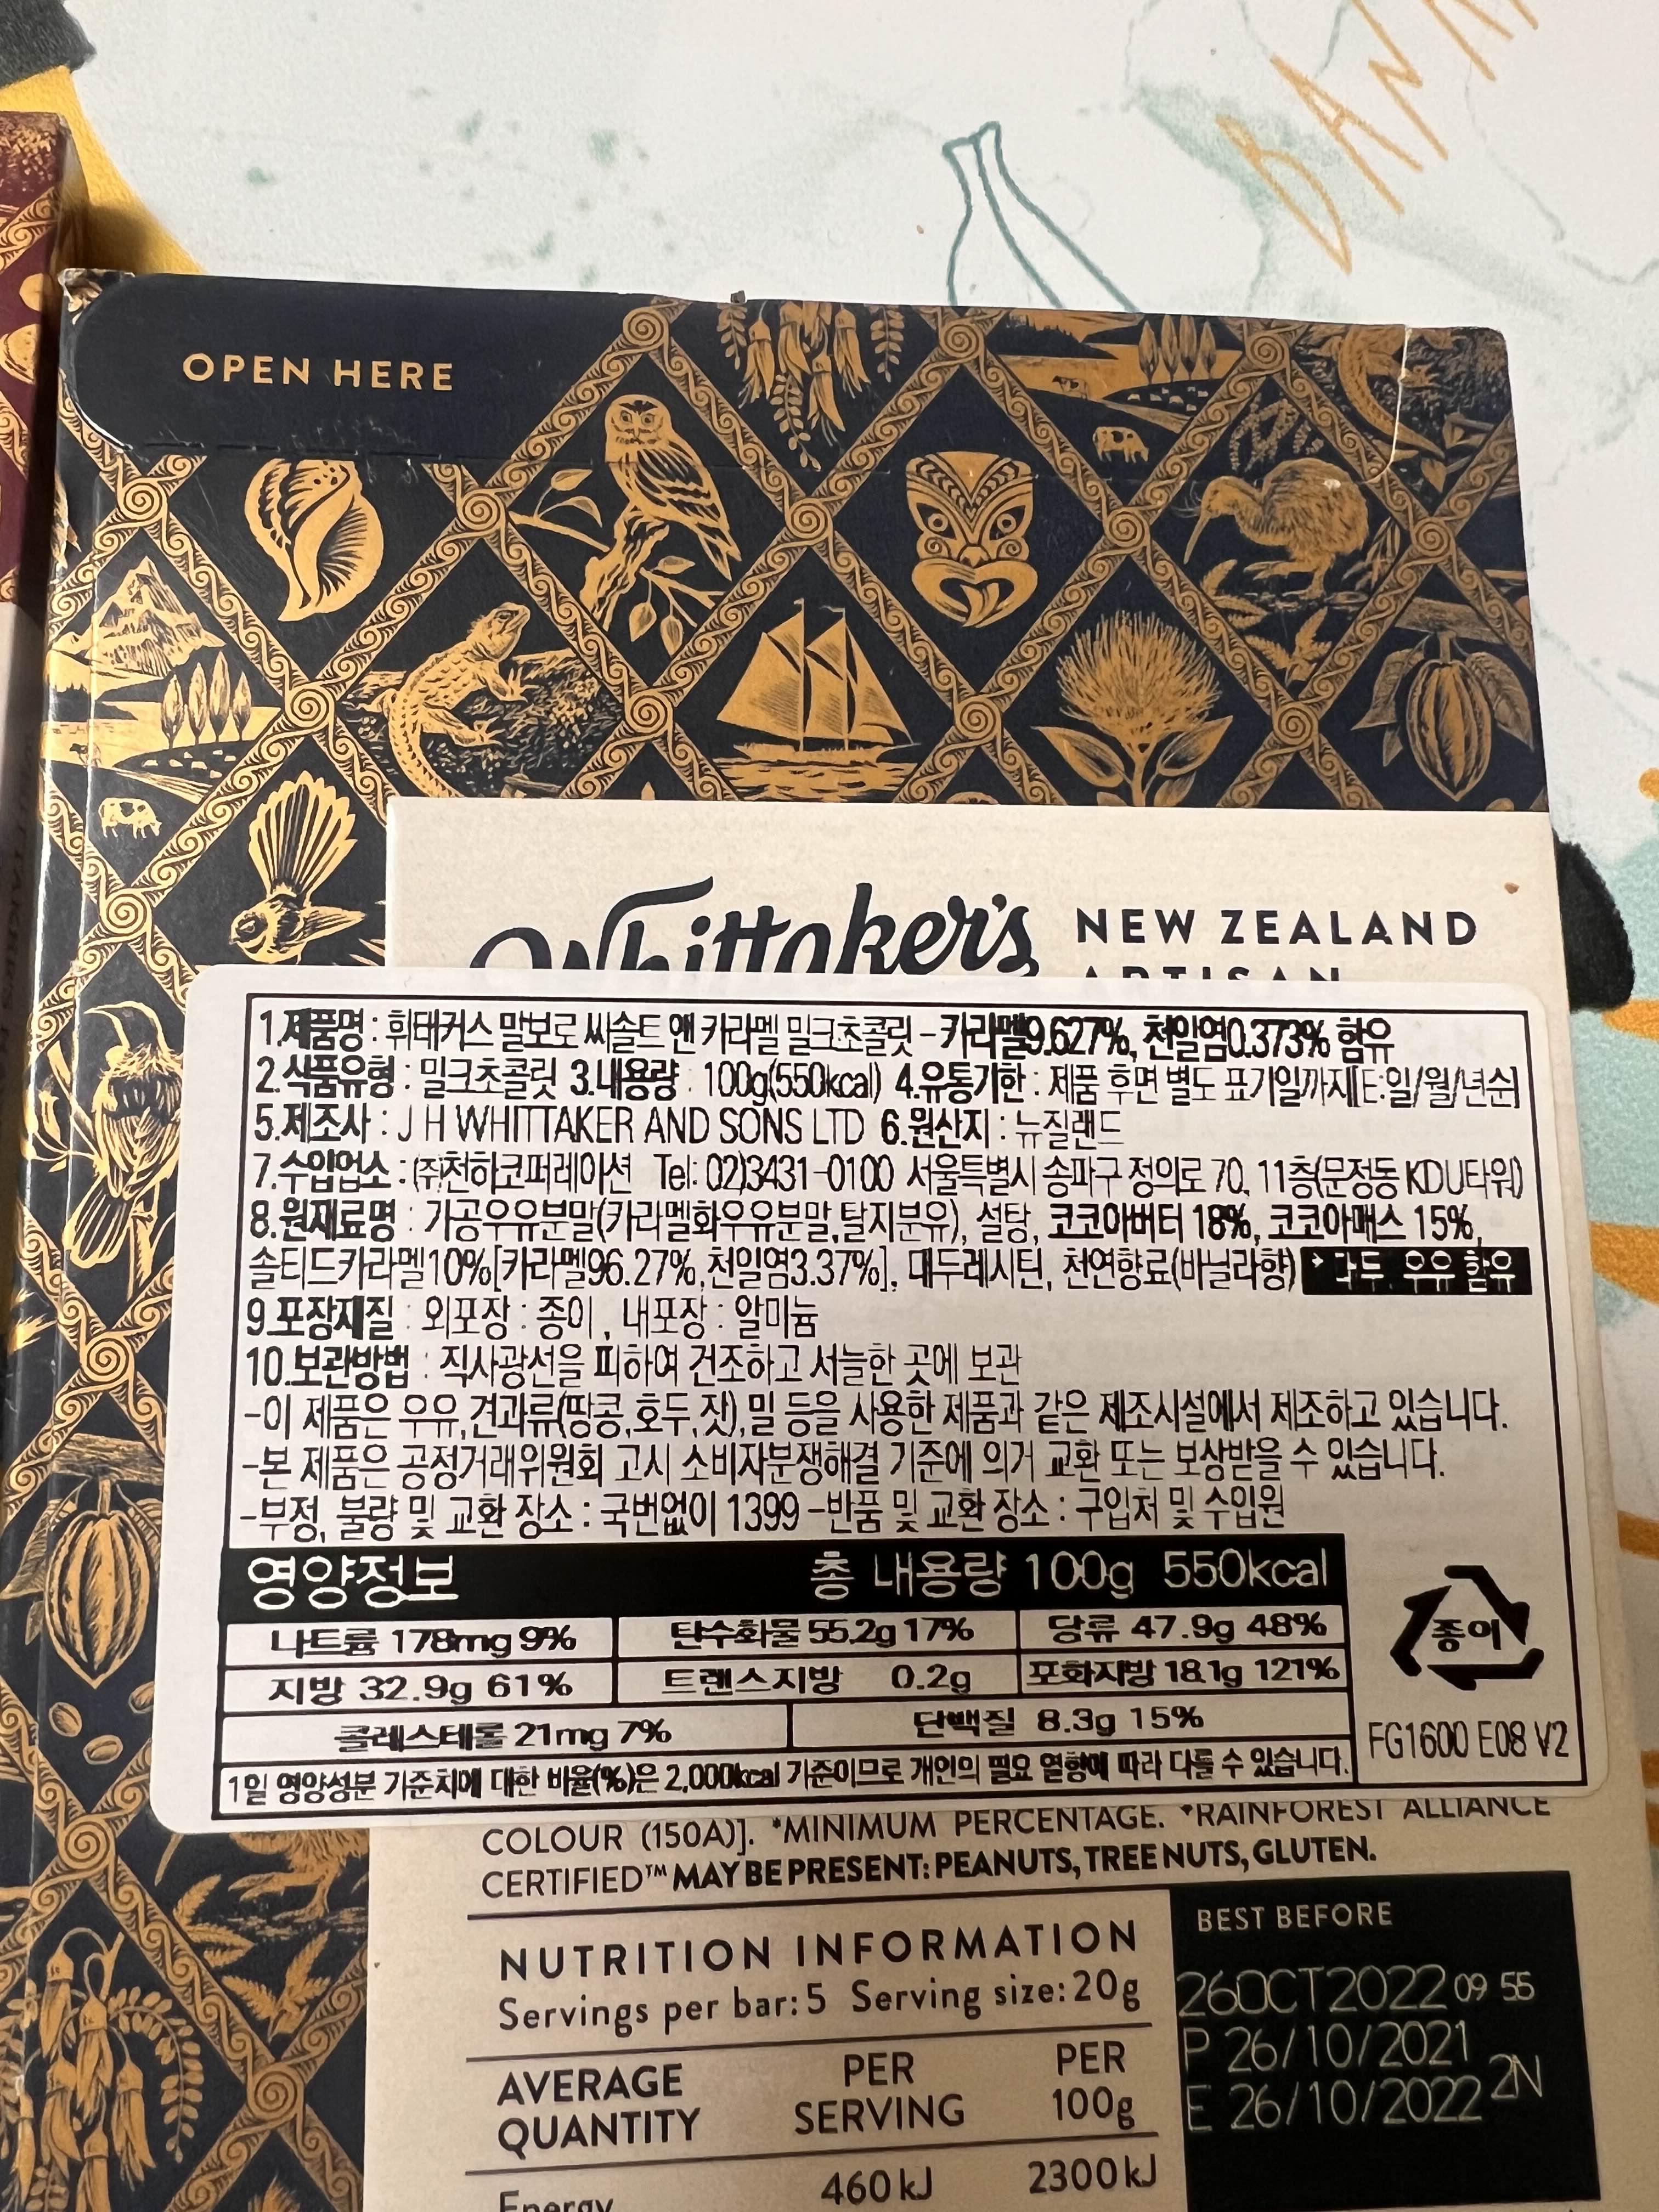 BANA
OPEN HERE
Whittaker's NEW ZEALAND
ARTISAN
1.제품명 : 휘태커스 말보로 씨솔트 앤 카라멜 밀크초콜릿 - 카라멜9.627%, 천일염0.373% 함유
2.식품유형 : 밀크초콜릿 3.내용량 : 100g(550kcal) 4.유통기한 : 제품 후면 별도 표기일까지[E:일/월/년순]
5.제조사 : J H WHITTAKER AND SONS LTD 6.원산지 : 뉴질랜드
7.수입업소 : (주)천하코퍼레이션 Tel: 02)3431-0100 서울특별시 송파구 정의로 70, 11층(문정동 KDU타워)
8.원재료명 : 가공우유분말(카라멜화우유분말,탈지분유), 설탕, 코코아버터 18%, 코코아매스 15%,
솔티드카라멜10%[카라멜96.27%,천일염3.37%], 대두레시틴, 천연향료(바닐라향) 대두, 우유 함유
9.포장재질 : 외포장 : 종이, 내포장 : 알미늄
10.보관방법 : 직사광선을 피하여 건조하고 서늘한 곳에 보관
-이 제품은 우유,견과류(땅콩,호두,잣),밀 등을 사용한 제품과 같은 제조시설에서 제조하고 있습니다.
-본 제품은 공정거래위원회 고시 소비자분쟁해결 기준에 의거 교환 또는 보상받을 수 있습니다.
-부정, 불량 및 교환 장소 : 국번없이 1399 -반품 및 교환 장소 : 구입처 및 수입원
영양정보 총 내용량 100g 550kcal
나트륨 178mg 9% 탄수화물 55.2g 17% 당류 47.9g 48%
지방 32.9g 61% 트랜스지방 0.2g 포화지방 18.1g 121%
콜레스테롤 21mg 7% 단백질 8.3g 15%
1일 영양성분 기준치에 대한 비율(%)은 2,000kcal 기준이므로 개인의 필요 열량에 따라 다를 수 있습니다.
종이
FG1600 E08 V2
COLOUR (150A)]. *MINIMUM PERCENTAGE. RAINFOREST ALLIANCE
CERTIFIED™ MAY BE PRESENT: PEANUTS, TREE NUTS, GLUTEN.
NUTRITION INFORMATION
Servings per bar: 5 Serving size: 20g
AVERAGE QUANTITY PER SERVING PER 100g
Energy 460kJ 2300kJ
BEST BEFORE
26OCT2022 09 55
P 26/10/2021
E 26/10/2022 2N